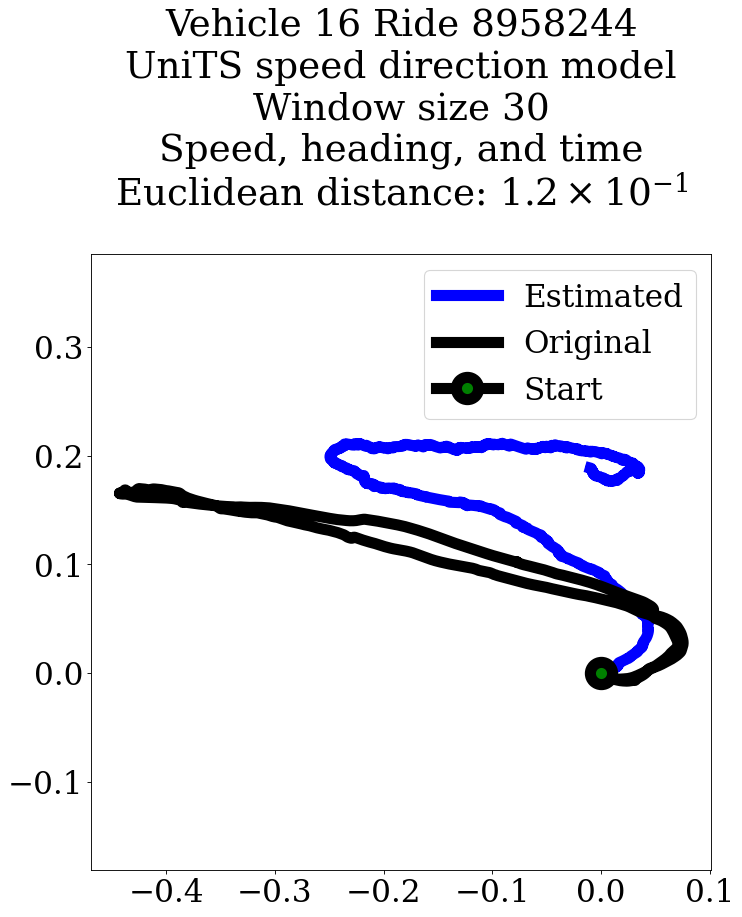 Vehicle 16 Ride 8958244
UniTS speed direction model
Window size 30
Speed, heading, and time
Euclidean distance: 1.2 × 10⁻¹
Estimated
Original
Start
0.3
0.2
0.1
0.0
−0.1
−0.4 −0.3 −0.2 −0.1 0.0 0.1